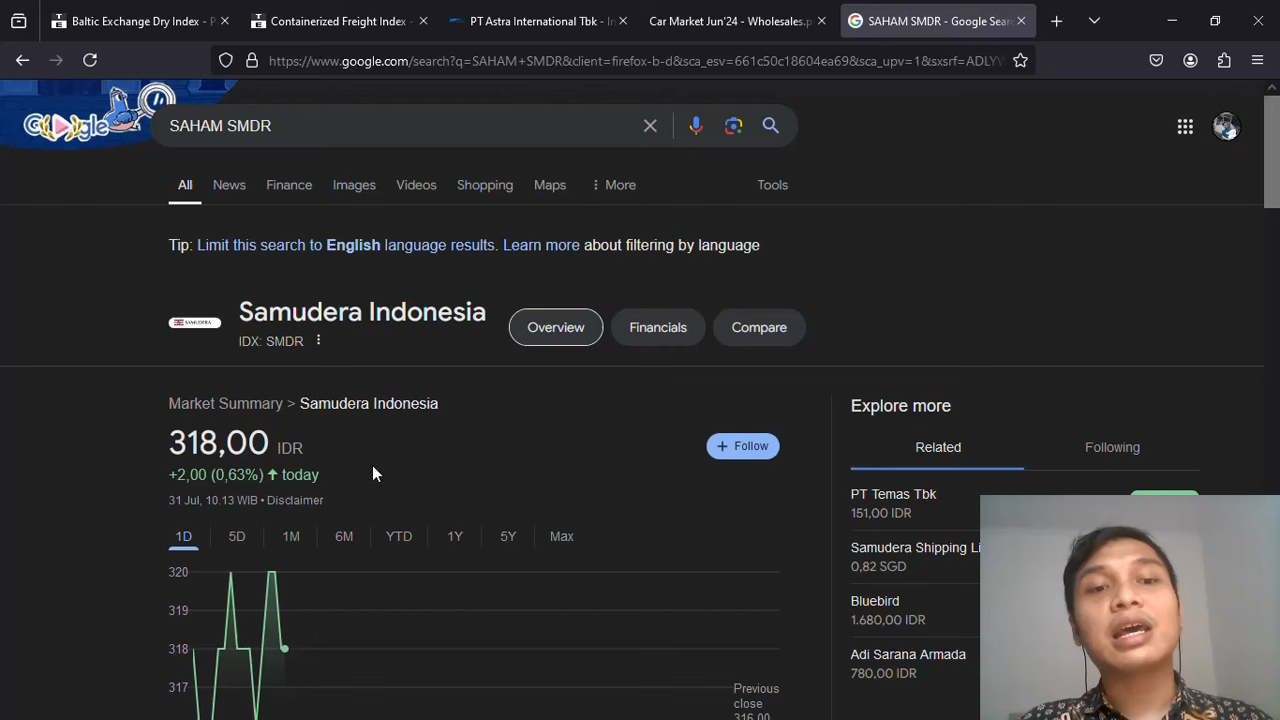 Baltic Exchange Dry Index - P
Containerized Freight Index -
PT Astra International Tbk - In
Car Market Jun'24 - Wholesales.p
SAHAM SMDR - Google Sear
https://www.google.com/search?q=SAHAM+SMDR&client=firefox-b-d&sca_esv=661c50c18604ea69&sca_upv=1&sxsrf=ADLYW
Google
SAHAM SMDR
All
News
Finance
Images
Videos
Shopping
Maps
More
Tools
Tip: Limit this search to English language results. Learn more about filtering by language
SAMUDERA
Samudera Indonesia
IDX: SMDR
Overview
Financials
Compare
Market Summary > Samudera Indonesia
318,00 IDR
+2,00 (0,63%) ↑ today
31 Jul, 10.13 WIB • Disclaimer
+ Follow
1D
5D
1M
6M
YTD
1Y
5Y
Max
320
319
318
317
Previous
close
316,00
Explore more
Related
Following
PT Temas Tbk
151,00 IDR
Samudera Shipping Li
0,82 SGD
Bluebird
1.680,00 IDR
Adi Sarana Armada
780,00 IDR